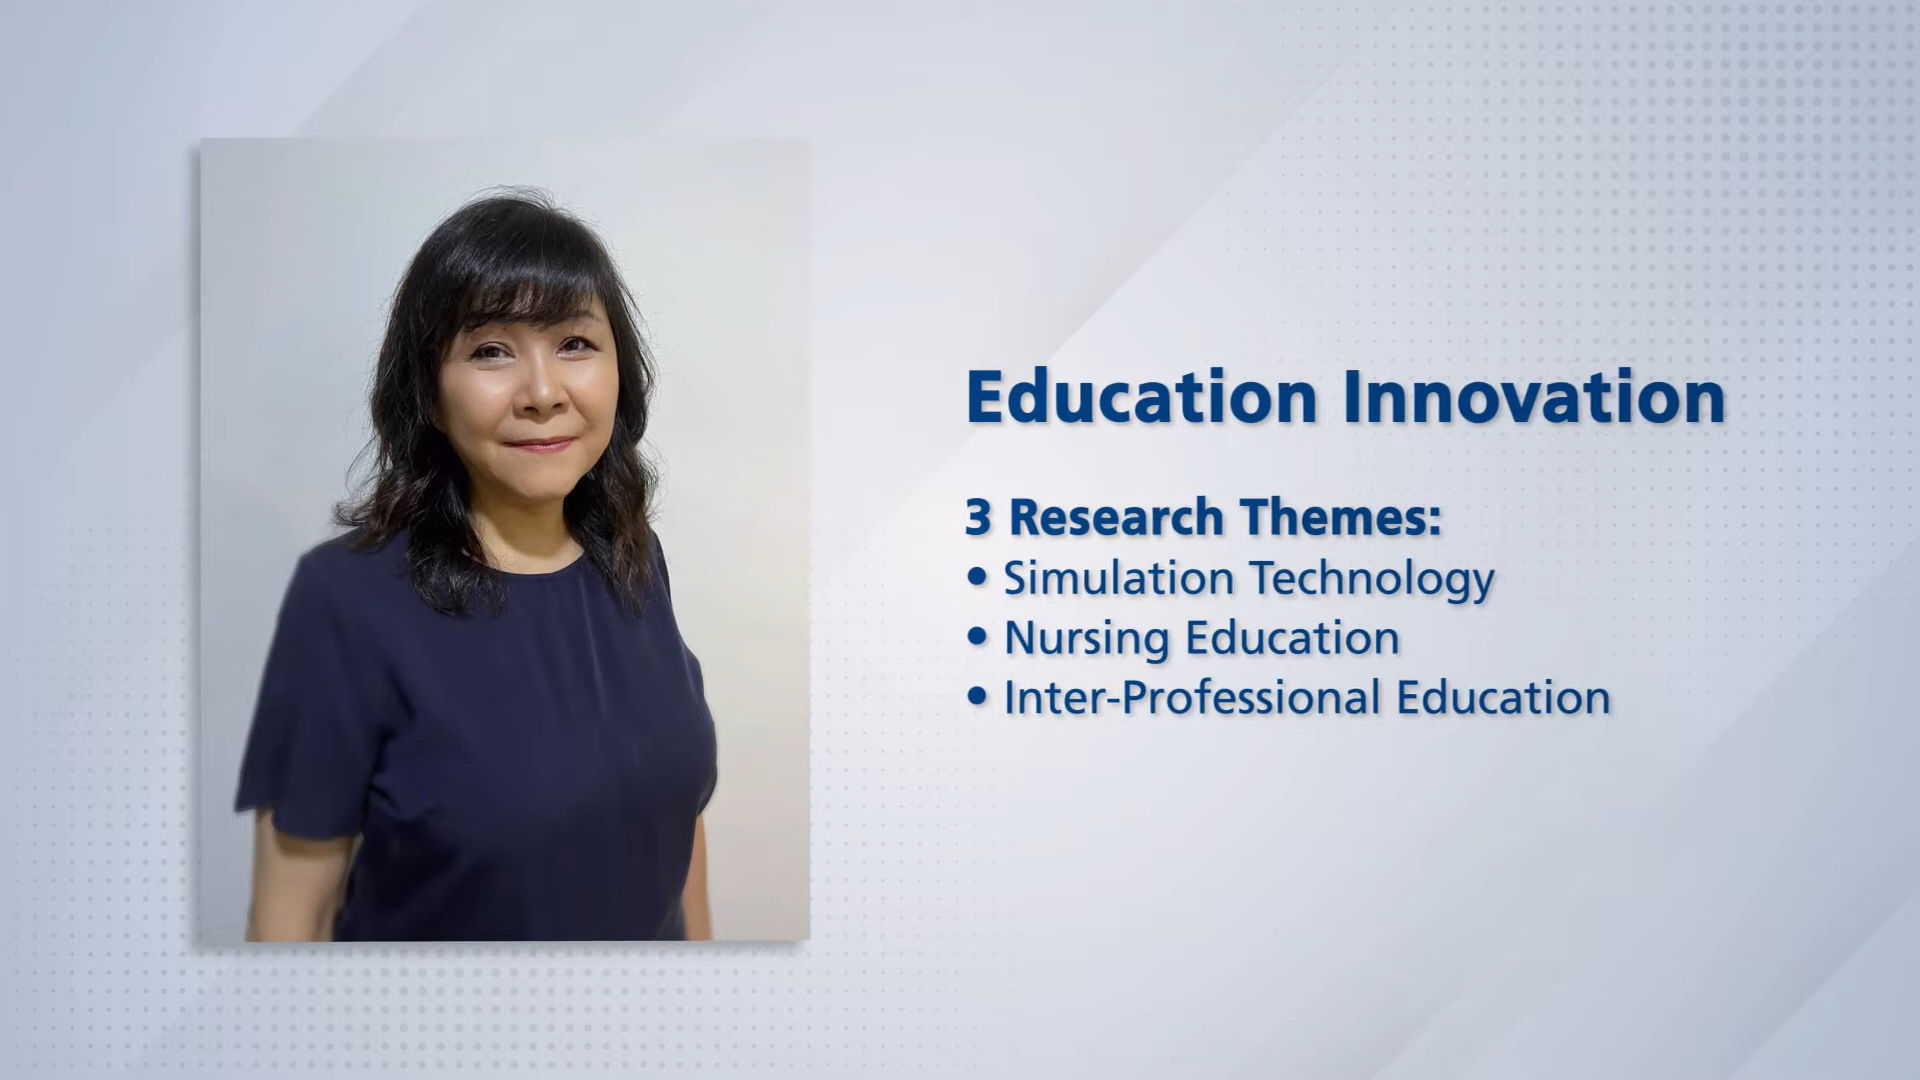 Education Innovation
3 Research Themes:
• Simulation Technology
• Nursing Education
• Inter-Professional Education